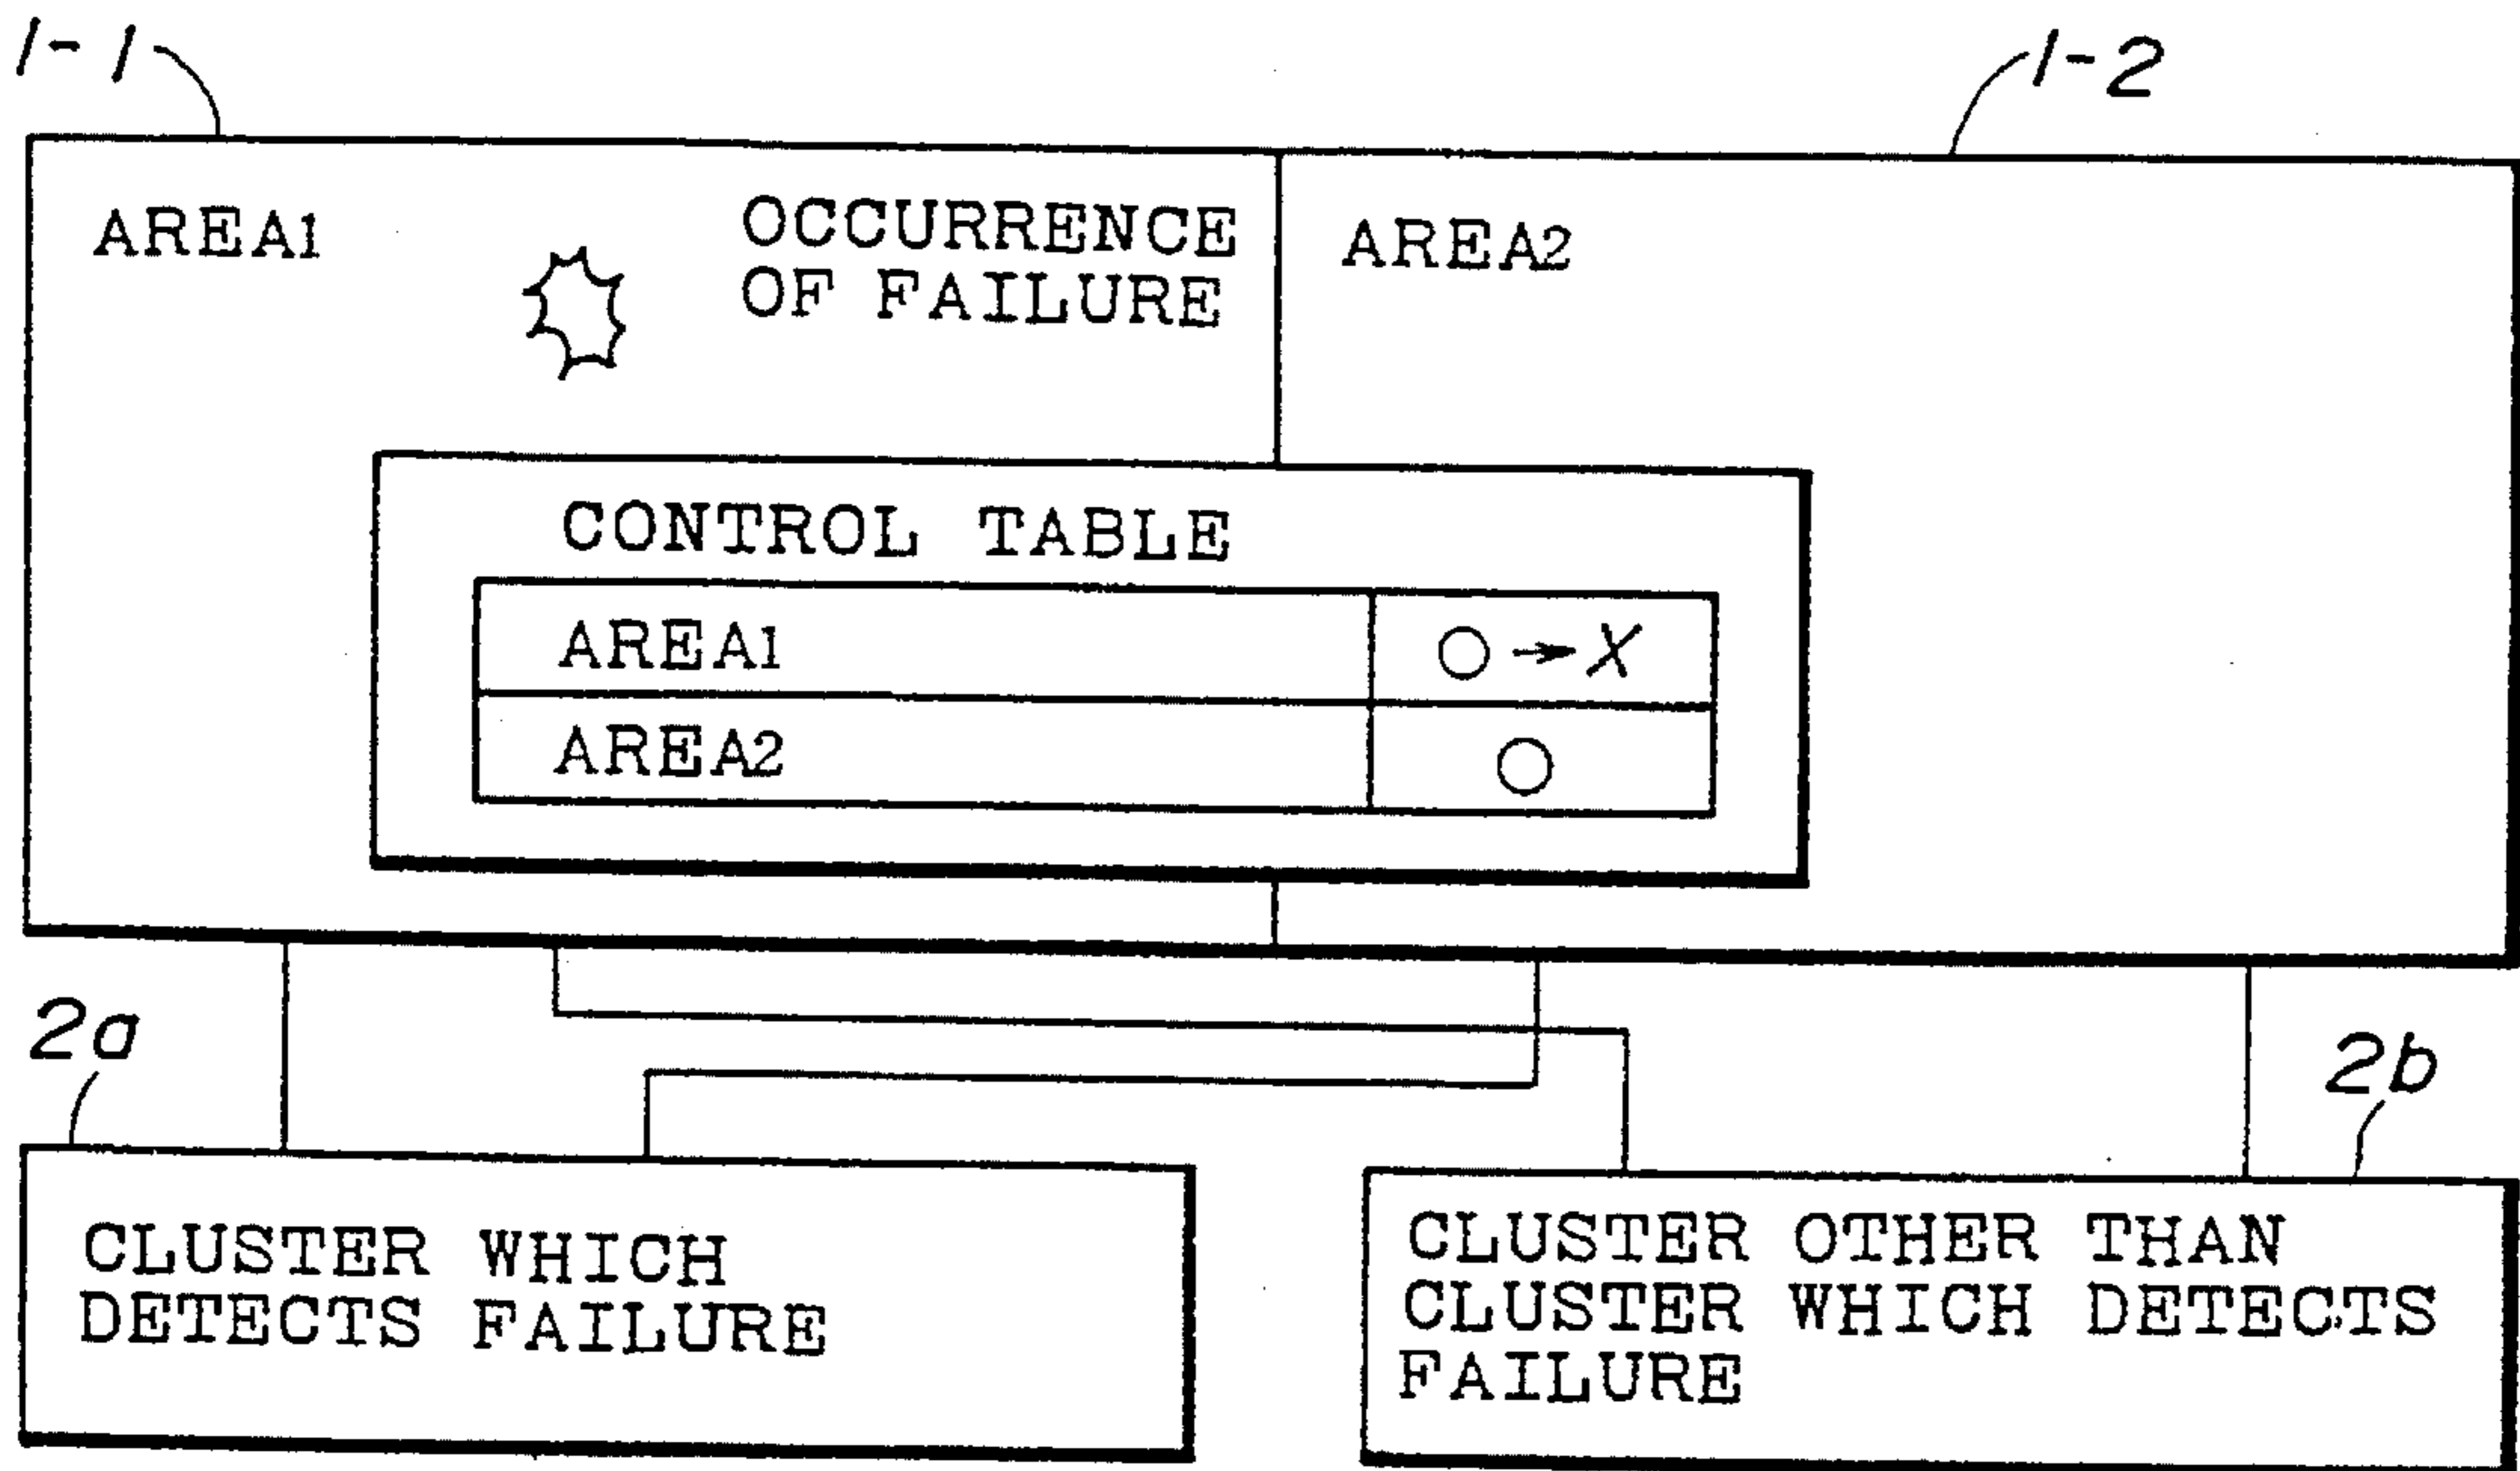 1-1
1-2
AREA1
OCCURRENCE
OF FAILURE
AREA2
CONTROL TABLE
AREA1 ○→X
AREA2 ○
2a
2b
CLUSTER WHICH
DETECTS FAILURE
CLUSTER OTHER THAN
CLUSTER WHICH DETECTS
FAILURE